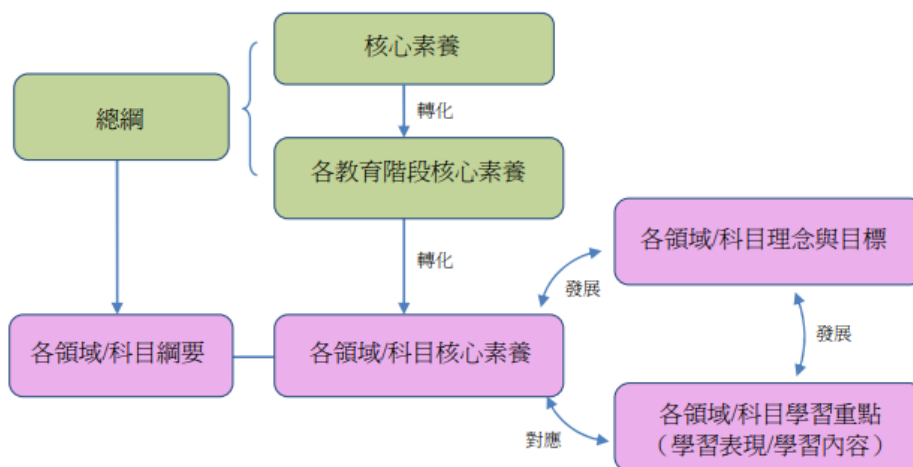 核心素養
轉化
總綱
各教育階段核心素養
轉化
各領域/科目理念與目標
發展
各領域/科目綱要
各領域/科目核心素養
發展
對應
各領域/科目學習重點
（學習表現/學習內容）